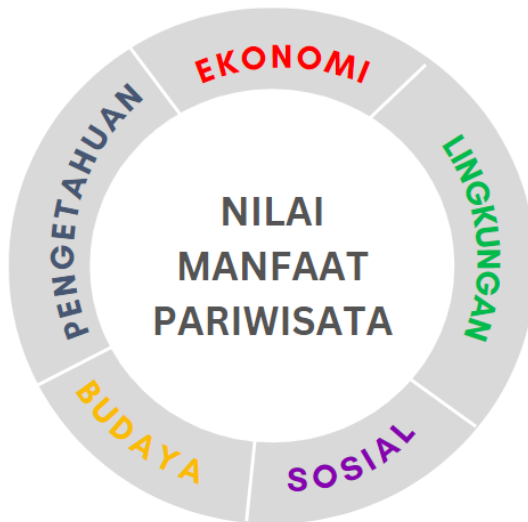 EKONOMI
LINGKUNGAN
SOSIAL
BUDAYA
PENGETAHUAN
NILAI
MANFAAT
PARIWISATA